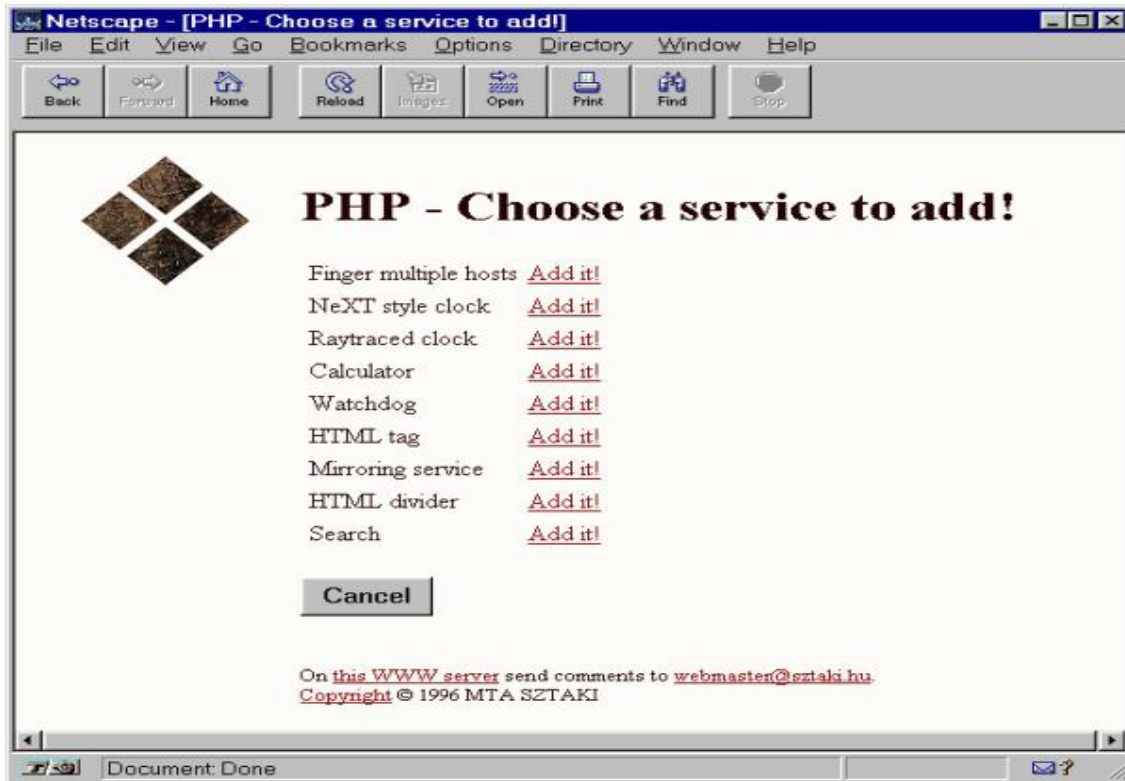 Netscape - [PHP - Choose a service to add!]
File Edit View Go Bookmarks Options Directory Window Help
Back Forward Home Reload Images Open Print Find Stop
PHP - Choose a service to add!
Finger multiple hosts Add it!
NeXT style clock Add it!
Raytraced clock Add it!
Calculator Add it!
Watchdog Add it!
HTML tag Add it!
Mirroring service Add it!
HTML divider Add it!
Search Add it!
Cancel
On this WWW server send comments to webmaster@sztaki.hu.
Copyright © 1996 MTA SZTAKI
Document: Done